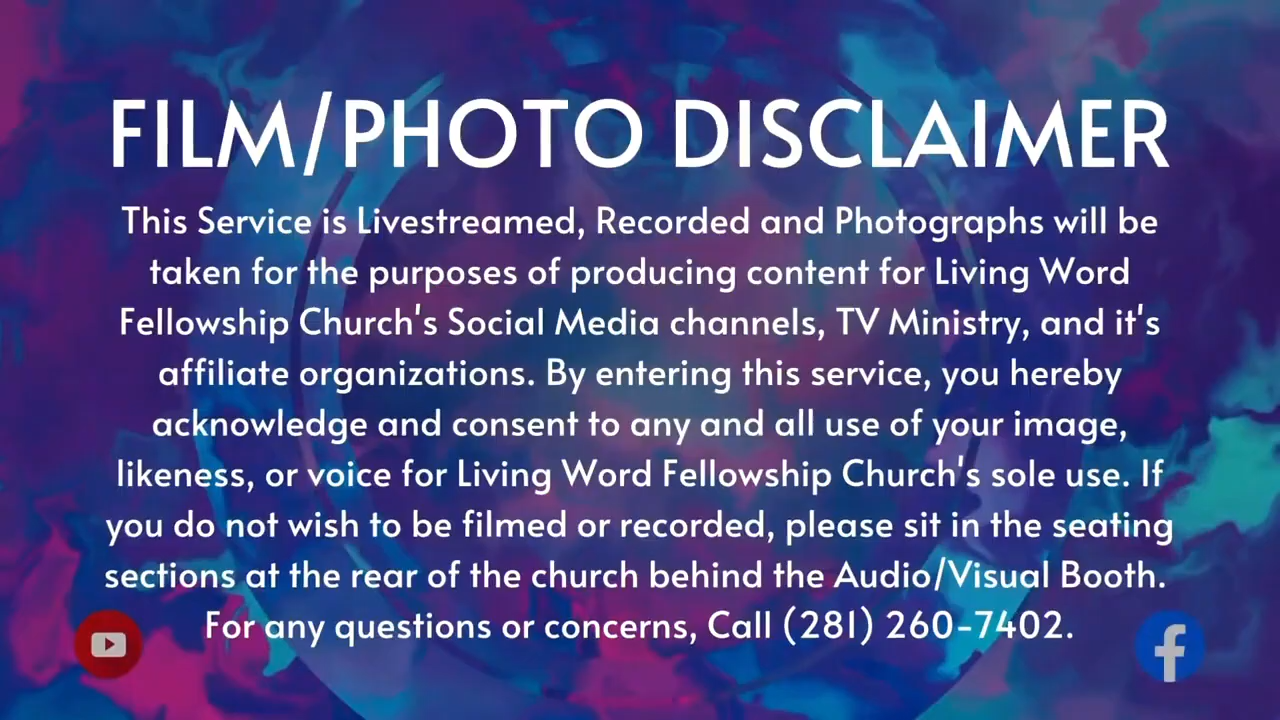 FILM/PHOTO DISCLAIMER
This Service is Livestreamed, Recorded and Photographs will be
taken for the purposes of producing content for Living Word
Fellowship Church's Social Media channels, TV Ministry, and it's
affiliate organizations. By entering this service, you hereby
acknowledge and consent to any and all use of your image,
likeness, or voice for Living Word Fellowship Church's sole use. If
you do not wish to be filmed or recorded, please sit in the seating
sections at the rear of the church behind the Audio/Visual Booth.
For any questions or concerns, Call (281) 260-7402.